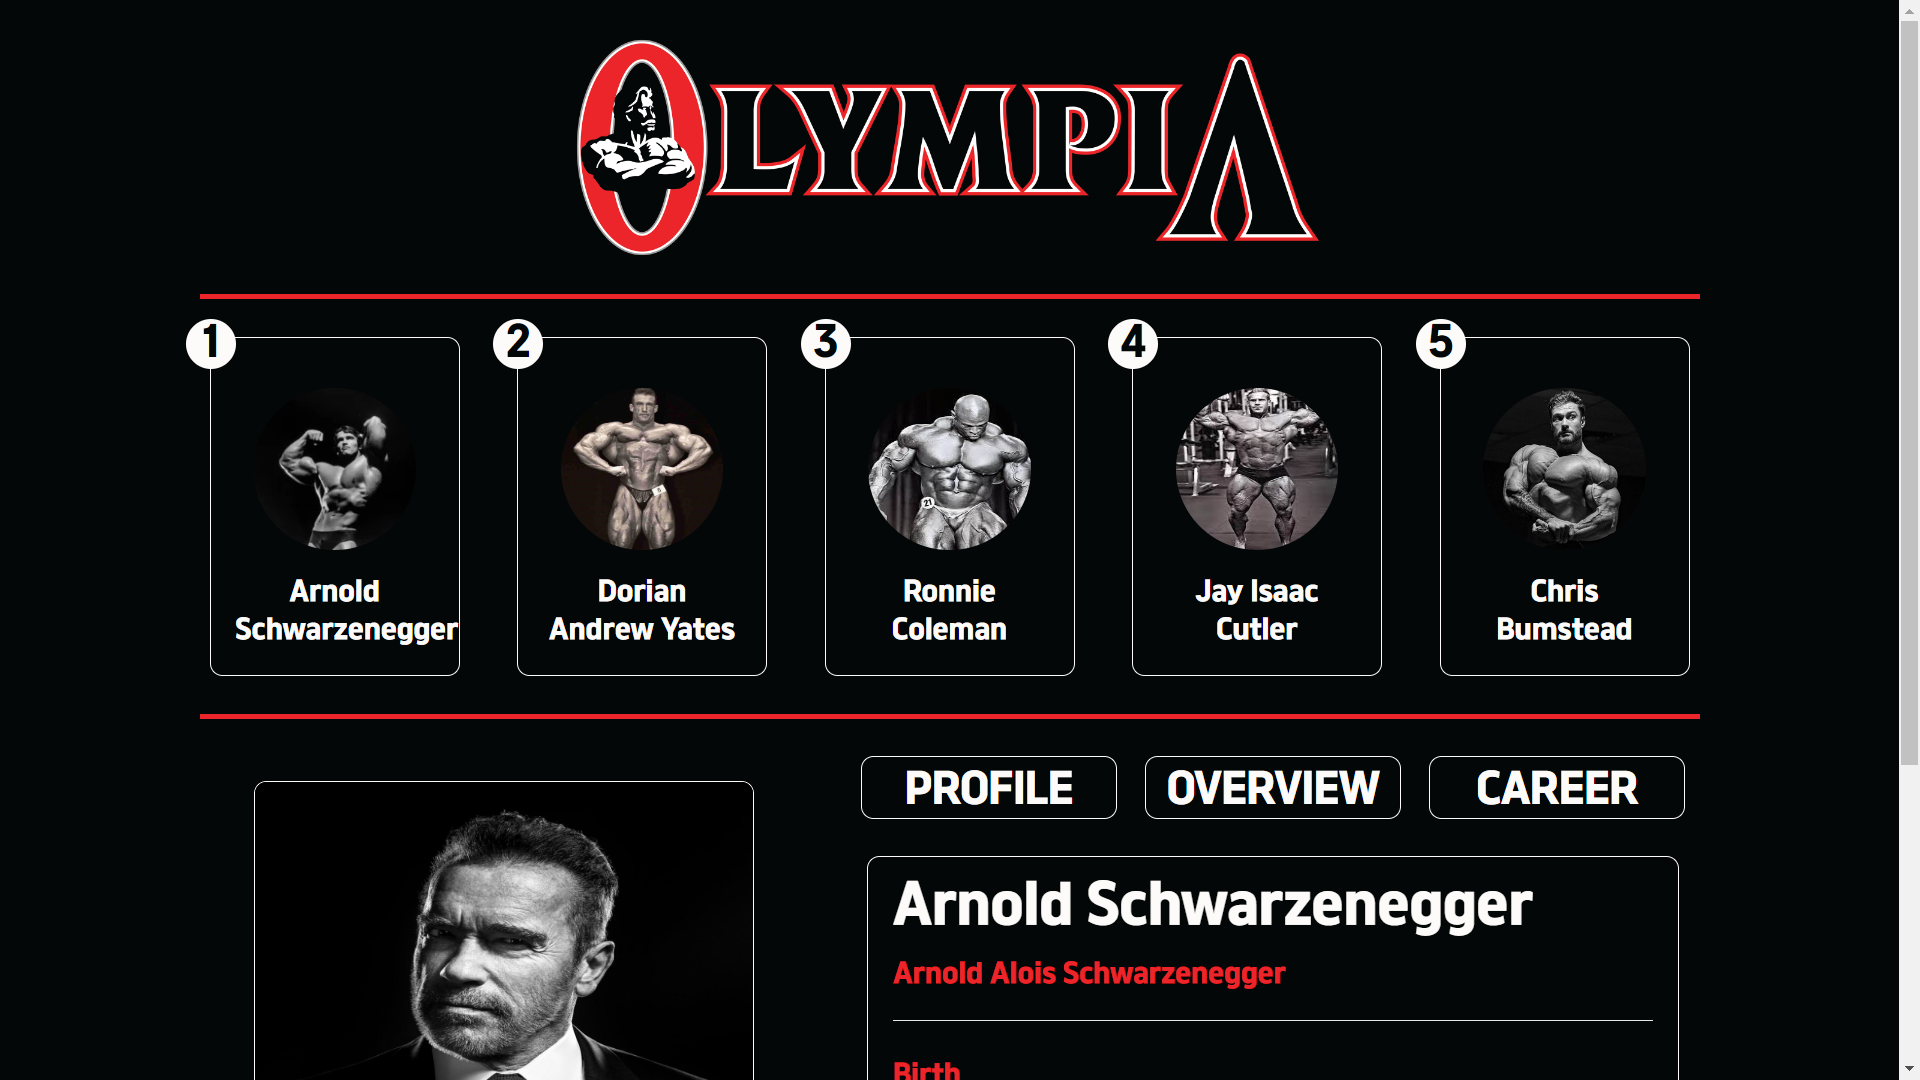 OLYMPIA
1
2
3
4
5
Arnold
Schwarzenegger
Dorian
Andrew Yates
21
Ronnie
Coleman
Jay Isaac
Cutler
Chris
Bumstead
PROFILE
OVERVIEW
CAREER
Arnold Schwarzenegger
Arnold Alois Schwarzenegger
Birth